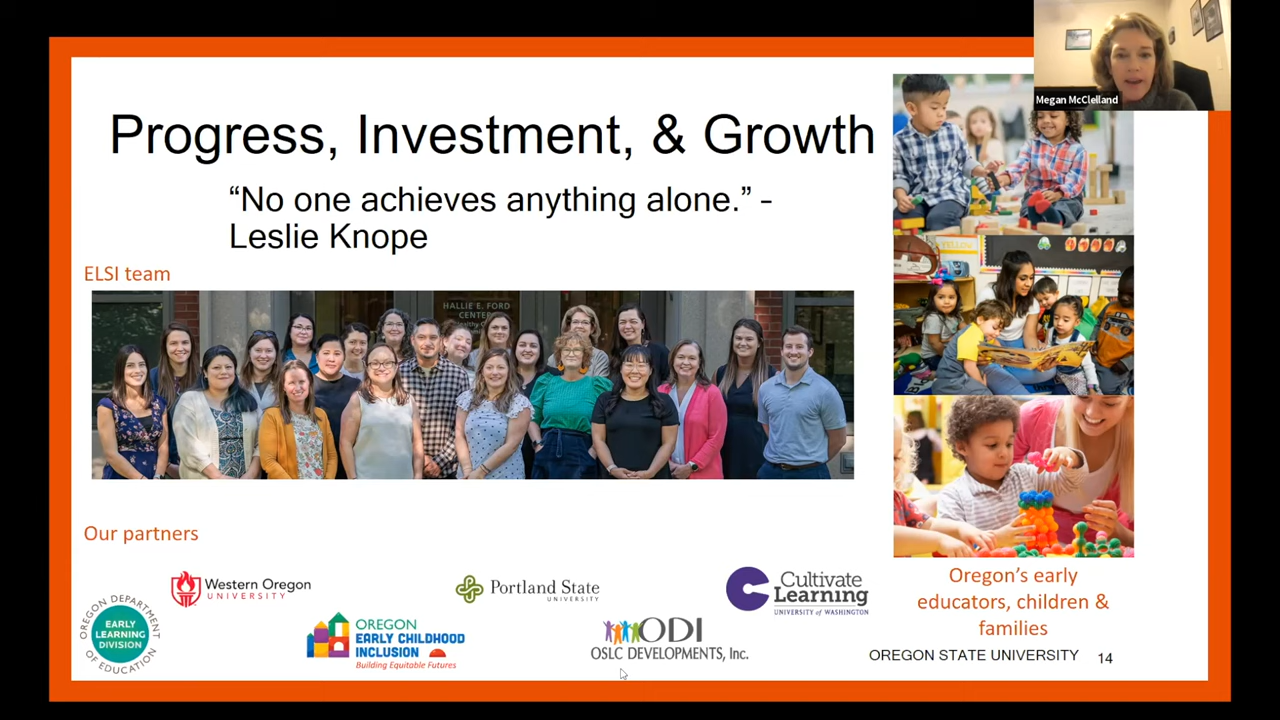 Megan McClelland
Progress, Investment, & Growth
“No one achieves anything alone.” –
Leslie Knope
ELSI team
HALLIE E. FORD
CENTER
YELLOW
Our partners
Western Oregon
UNIVERSITY
Portland State
UNIVERSITY
Cultivate
Learning
UNIVERSITY of WASHINGTON
OREGON DEPARTMENT
OF EDUCATION
EARLY
LEARNING
DIVISION
OREGON
EARLY CHILDHOOD
INCLUSION
Building Equitable Futures
ODI
OSLC DEVELOPMENTS, Inc.
Oregon’s early
educators, children &
families
OREGON STATE UNIVERSITY 14